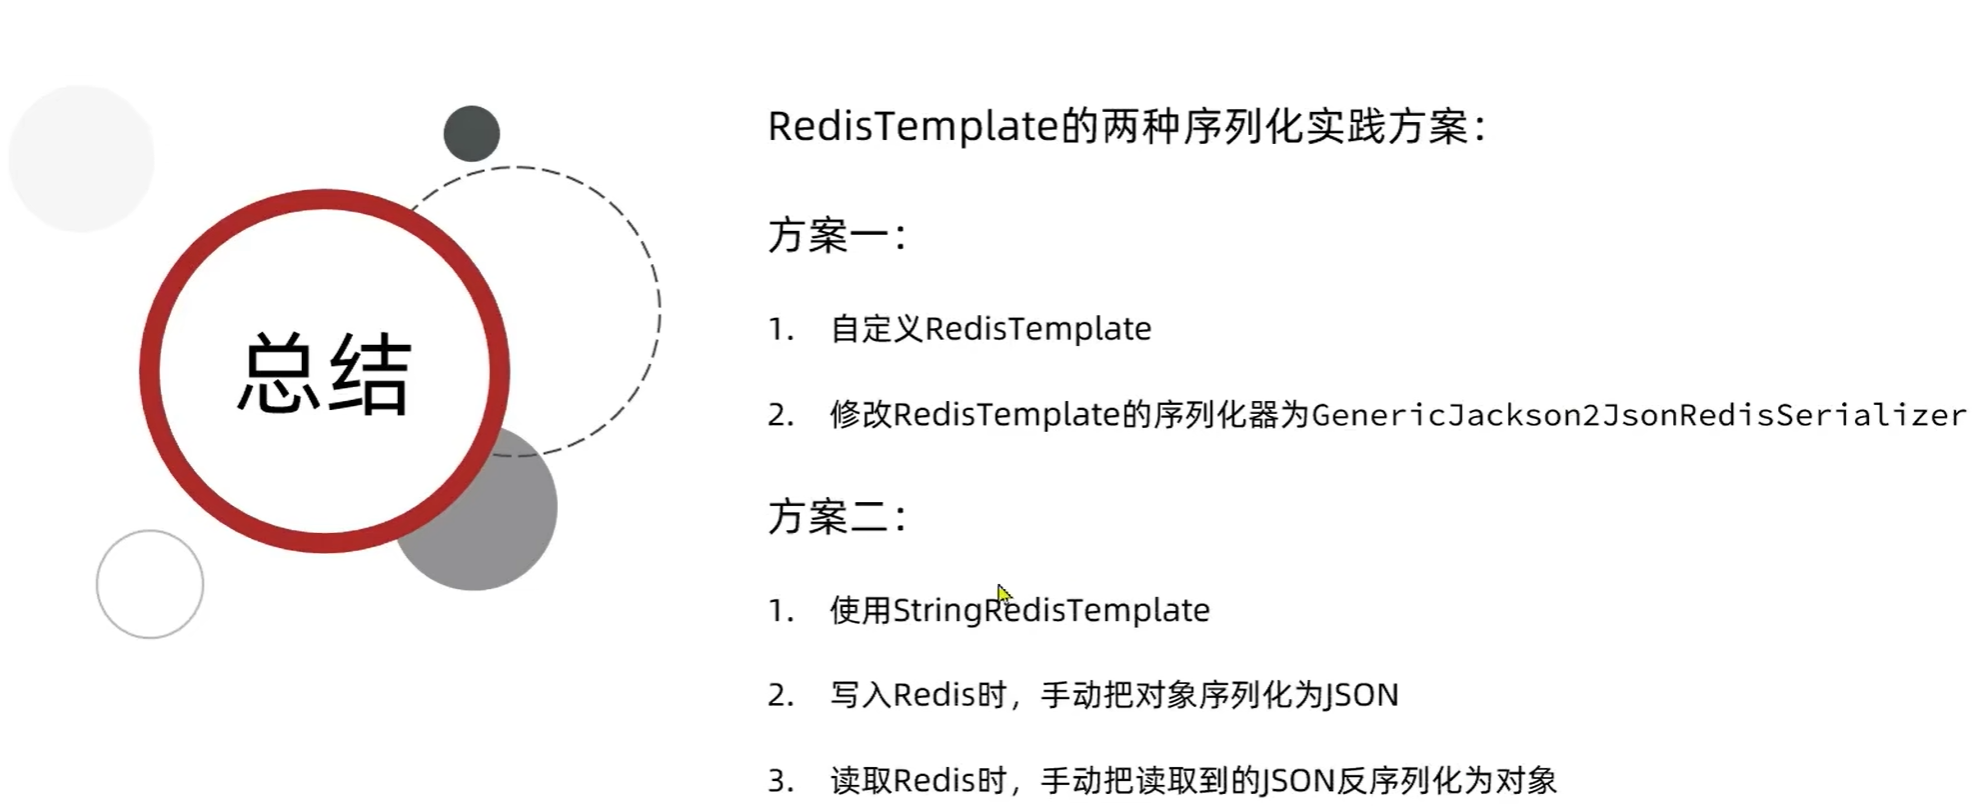 总结
RedisTemplate的两种序列化实践方案：
方案一：
1. 自定义RedisTemplate
2. 修改RedisTemplate的序列化器为GenericJackson2JsonRedisSerializer
方案二：
1. 使用StringRedisTemplate
2. 写入Redis时，手动把对象序列化为JSON
3. 读取Redis时，手动把读取到的JSON反序列化为对象